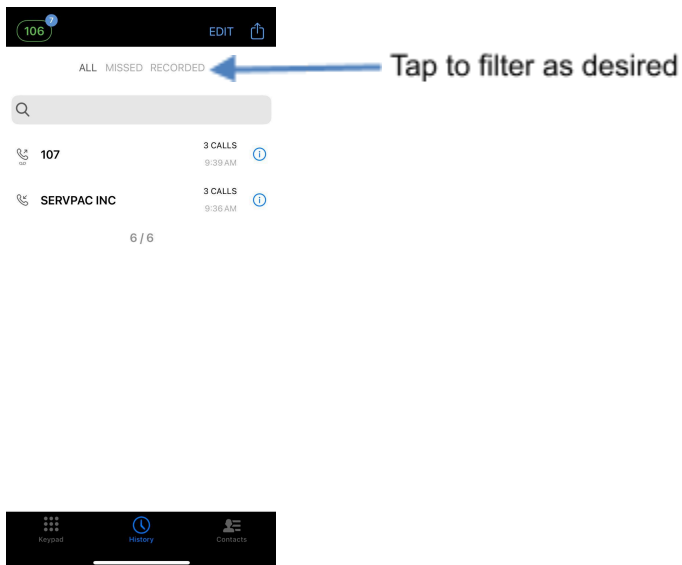 106
7
EDIT
ALL MISSED RECORDED
Tap to filter as desired
107
3 CALLS
9:39 AM
SERVPAC INC
3 CALLS
9:36 AM
6 / 6
Keypad
History
Contacts